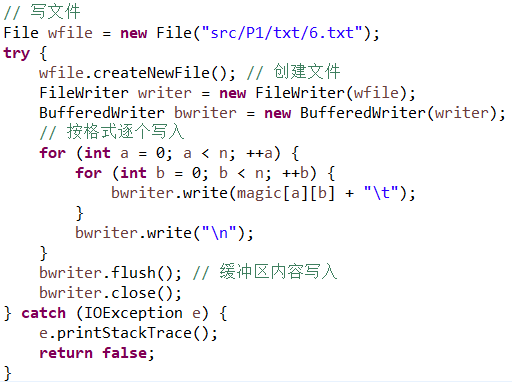 // 写文件
File wfile = new File("src/P1/txt/6.txt");
try {
    wfile.createNewFile(); // 创建文件
    FileWriter writer = new FileWriter(wfile);
    BufferedWriter bwriter = new BufferedWriter(writer);
    // 按格式逐个写入
    for (int a = 0; a < n; ++a) {
        for (int b = 0; b < n; ++b) {
            bwriter.write(magic[a][b] + "\t");
        }
        bwriter.write("\n");
    }
    bwriter.flush(); // 缓冲区内容写入
    bwriter.close();
} catch (IOException e) {
    e.printStackTrace();
    return false;
}